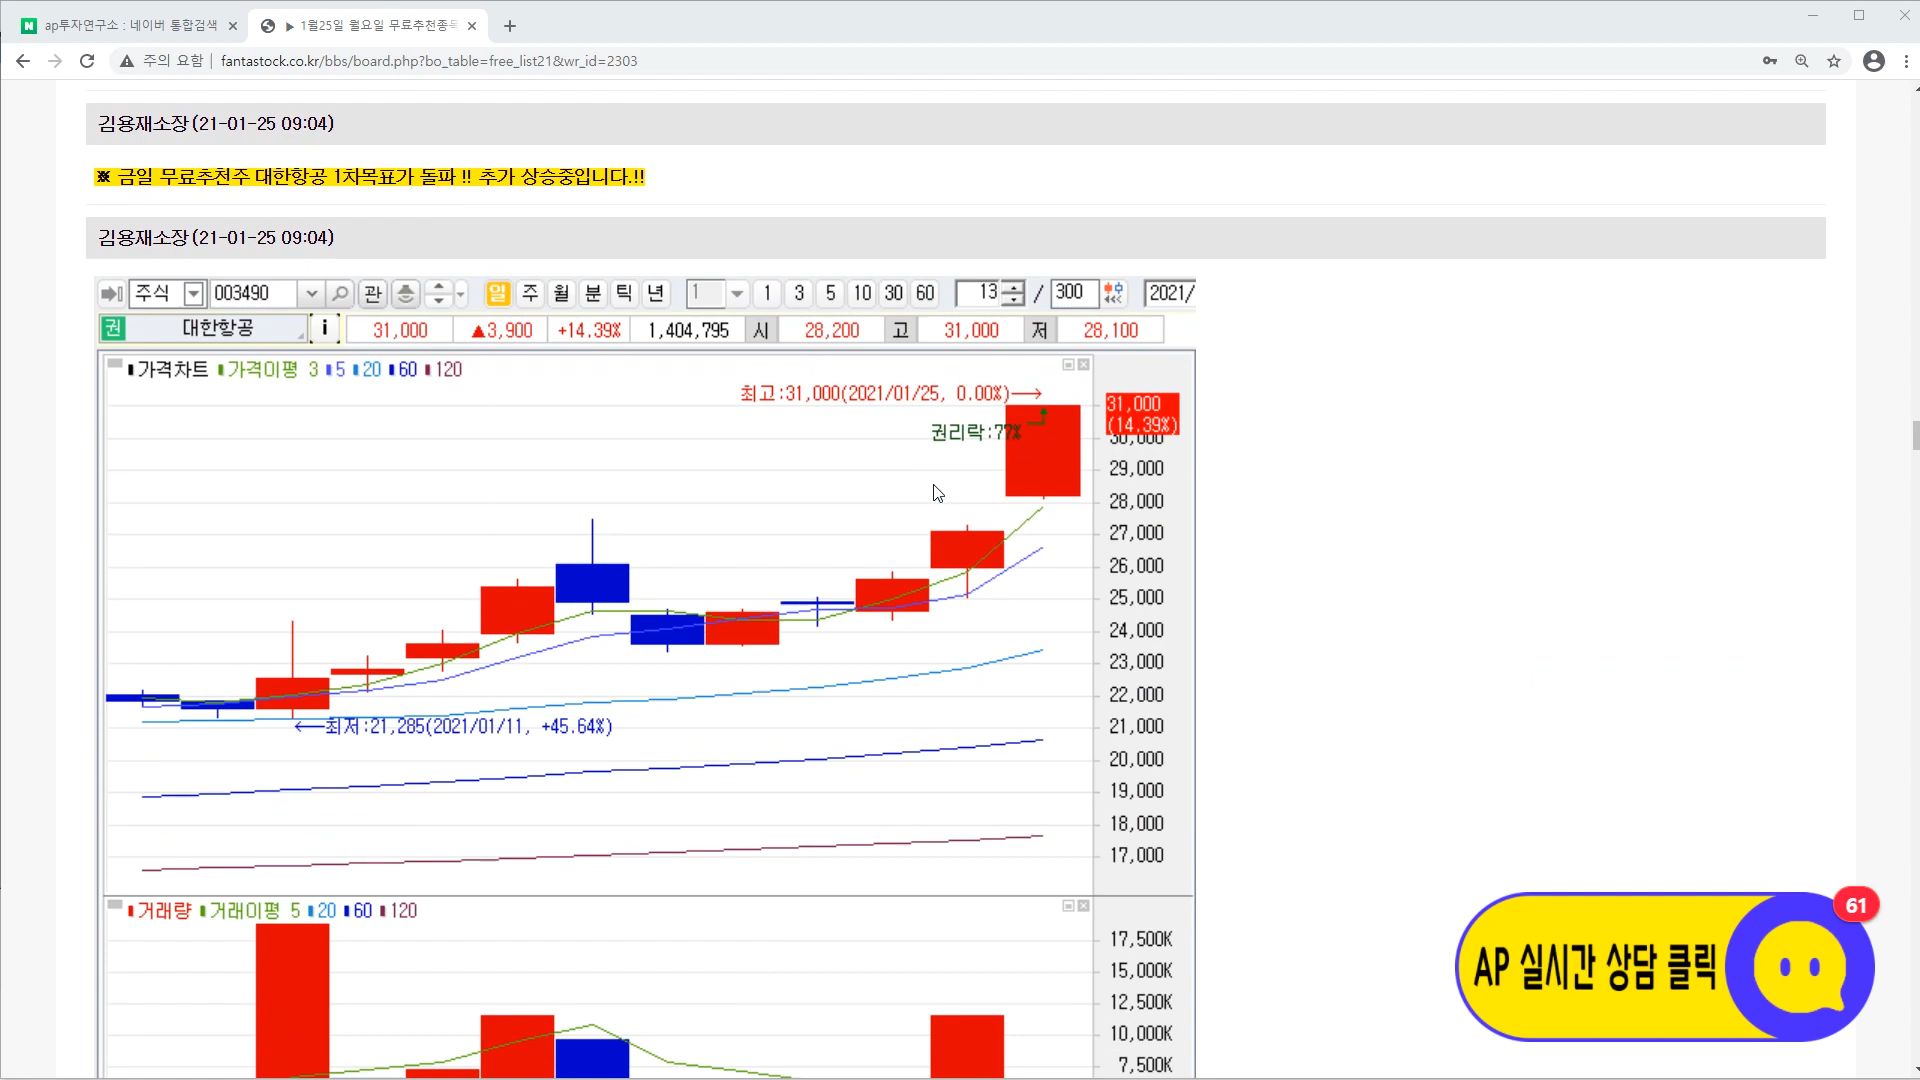 ap투자연구소 : 네이버 통합검색
▶ 1월25일 월요일 무료추천종목
주의 요함 | fantastock.co.kr/bbs/board.php?bo_table=free_list21&wr_id=2303
김용재소장(21-01-25 09:04)
※ 금일 무료추천주 대한항공 1차목표가 돌파 !! 추가 상승중입니다.!!
김용재소장(21-01-25 09:04)
주식 003490 관 일 주 월 분 틱 년 1 1 3 5 10 30 60 13 / 300 2021/
권 대한항공 i 31,000 ▲3,900 +14.39% 1,404,795 시 28,200 고 31,000 저 28,100
가격차트 가격이평 3 5 20 60 120
최고:31,000(2021/01/25, 0.00%)→
31,000
(14.39%)
권리락:77%
30,000
29,000
28,000
27,000
26,000
25,000
24,000
23,000
22,000
←최저:21,285(2021/01/11, +45.64%)
21,000
20,000
19,000
18,000
17,000
거래량 거래이평 5 20 60 120
17,500K
15,000K
12,500K
10,000K
7,500K
61
AP 실시간 상담 클릭